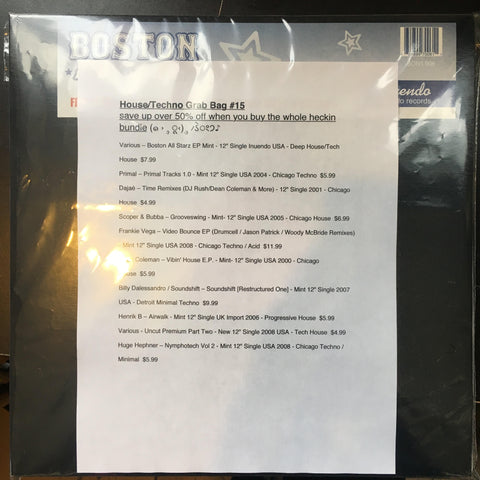 BOSTON
House/Techno Grab Bag #15
save up over 50% off when you buy the whole heckin
bundle
Various – Boston All Starz EP Mint - 12" Single Inuendo USA - Deep House/Tech
House $7.99
Primal – Primal Tracks 1.0 - Mint 12" Single USA 2004 - Chicago Techno $5.99
Dajaé – Time Remixes (DJ Rush/Dean Coleman & More) - 12" Single 2001 - Chicago
House $4.99
Scoper & Bubba – Grooveswing - Mint- 12" Single USA 2005 - Chicago House $6.99
Frankie Vega – Video Bounce EP (Drumcell / Jason Patrick / Woody McBride Remixes)
- Mint 12" Single USA 2008 - Chicago Techno / Acid $11.99
Coleman – Vibin' House E.P. - Mint- 12" Single USA 2000 - Chicago
House $5.99
Billy Dalessandro / Soundshift – Soundshift [Restructured One] - Mint 12" Single 2007
USA - Detroit Minimal Techno $9.99
Henrik B – Airwalk - Mint 12" Single UK Import 2006 - Progressive House $5.99
Various - Uncut Premium Part Two - New 12" Single 2008 USA - Tech House $4.99
Huge Hephner – Nymphotech Vol 2 - Mint 12" Single USA 2008 - Chicago Techno /
Minimal $5.99